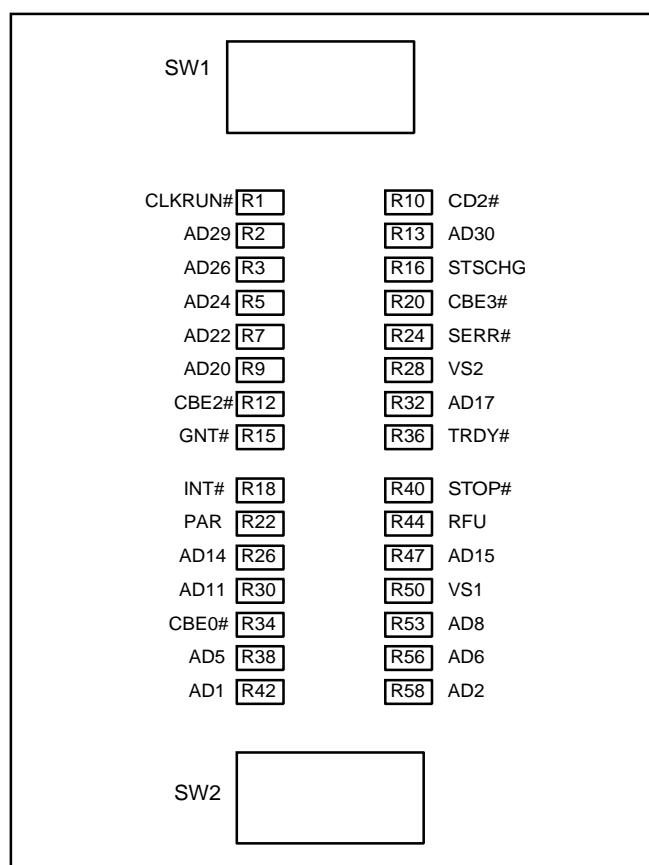 SW1
CLKRUN# R1 R10 CD2#
AD29 R2 R13 AD30
AD26 R3 R16 STSCHG
AD24 R5 R20 CBE3#
AD22 R7 R24 SERR#
AD20 R9 R28 VS2
CBE2# R12 R32 AD17
GNT# R15 R36 TRDY#
INT# R18 R40 STOP#
PAR R22 R44 RFU
AD14 R26 R47 AD15
AD11 R30 R50 VS1
CBE0# R34 R53 AD8
AD5 R38 R56 AD6
AD1 R42 R58 AD2
SW2